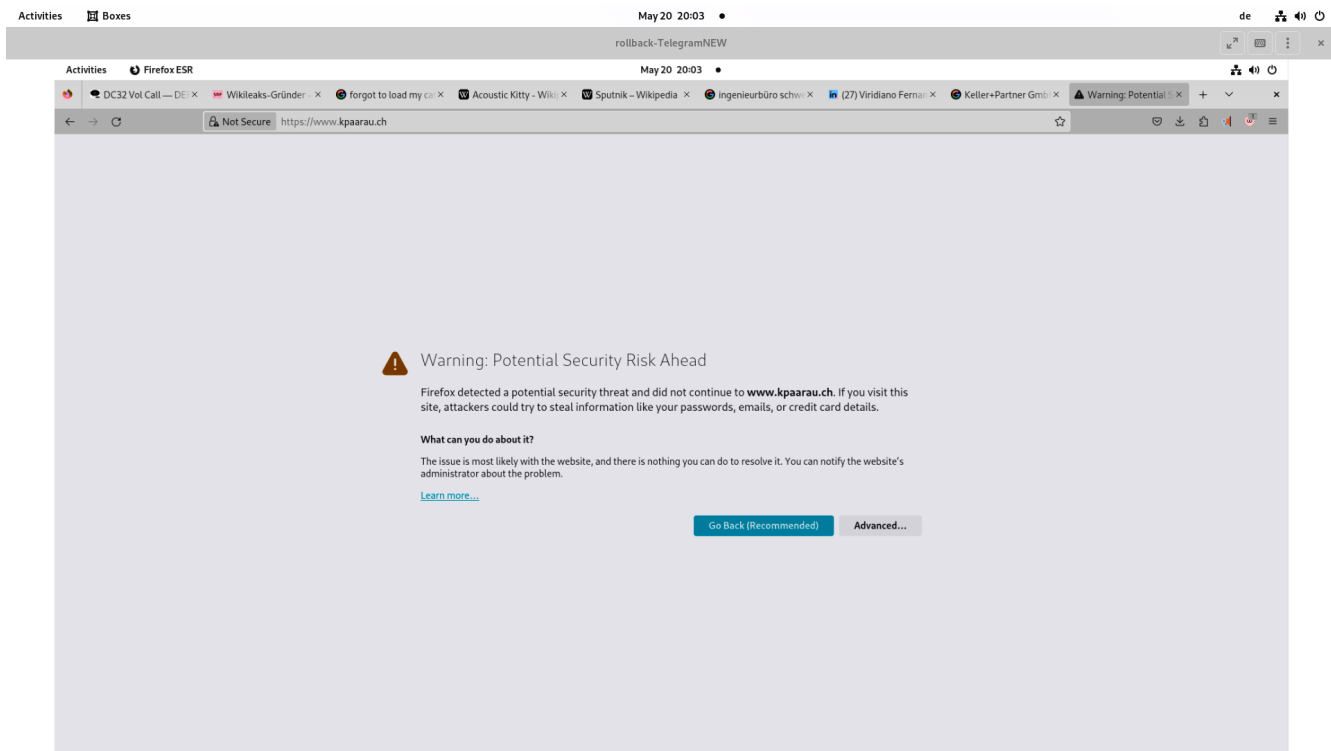 Activities Boxes May 20 20:03 de
rollback-TelegramNEW
Activities Firefox ESR May 20 20:03
DC32 Vol Call — DEF Wikileaks-Gründer - forgot to load my cat Acoustic Kitty - Wikip Sputnik – Wikipedia ingenieurbüro schwe (27) Viridiano Fernan Keller+Partner Gmb Warning: Potential S
Not Secure https://www.kpaarau.ch
Warning: Potential Security Risk Ahead
Firefox detected a potential security threat and did not continue to www.kpaarau.ch. If you visit this
site, attackers could try to steal information like your passwords, emails, or credit card details.
What can you do about it?
The issue is most likely with the website, and there is nothing you can do to resolve it. You can notify the website's
administrator about the problem.
Learn more…
Go Back (Recommended) Advanced…